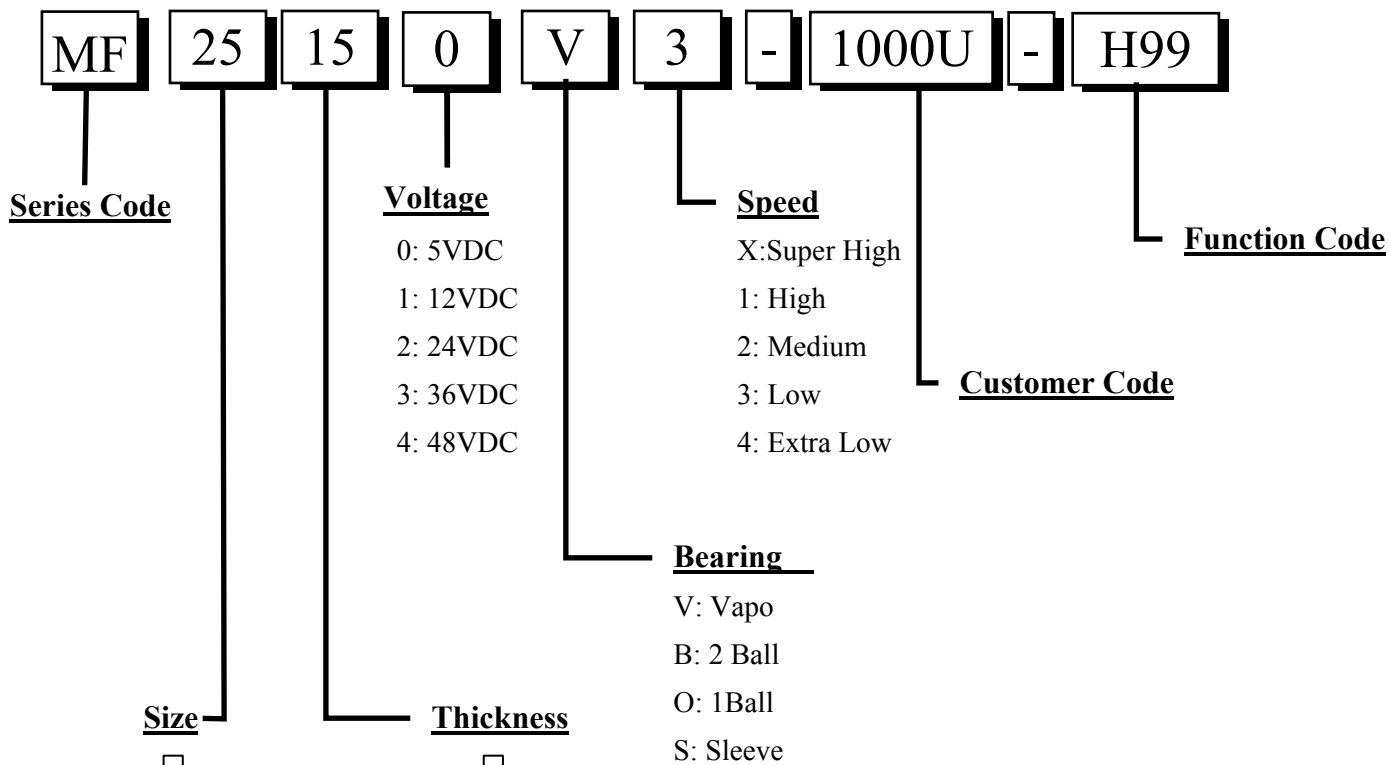 MF 25 15 0 V 3 - 1000U - H99
Series Code
Voltage
0: 5VDC
1: 12VDC
2: 24VDC
3: 36VDC
4: 48VDC
Speed
X:Super High
1: High
2: Medium
3: Low
4: Extra Low
Function Code
Customer Code
Bearing
V: Vapo
B: 2 Ball
O: 1Ball
S: Sleeve
Size
Thickness